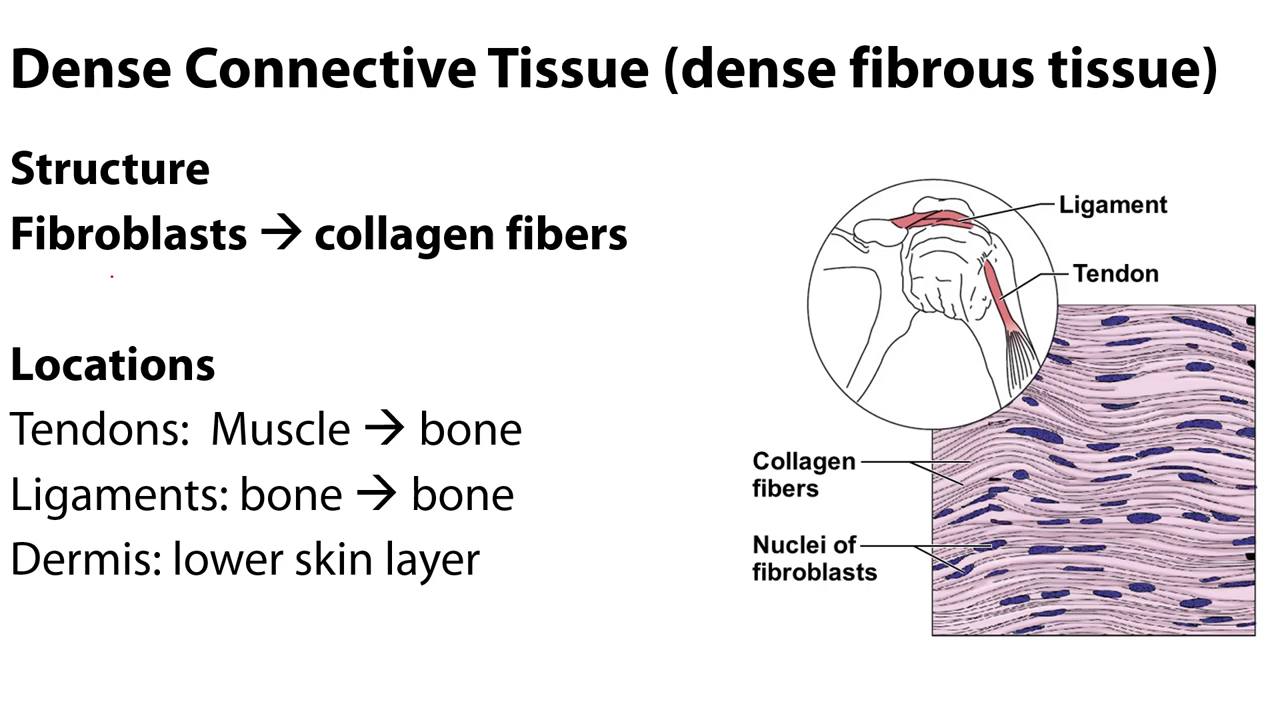 Dense Connective Tissue (dense fibrous tissue)
Structure
Fibroblasts → collagen fibers
Locations
Tendons: Muscle → bone
Ligaments: bone → bone
Dermis: lower skin layer
Ligament
Tendon
Collagen
fibers
Nuclei of
fibroblasts